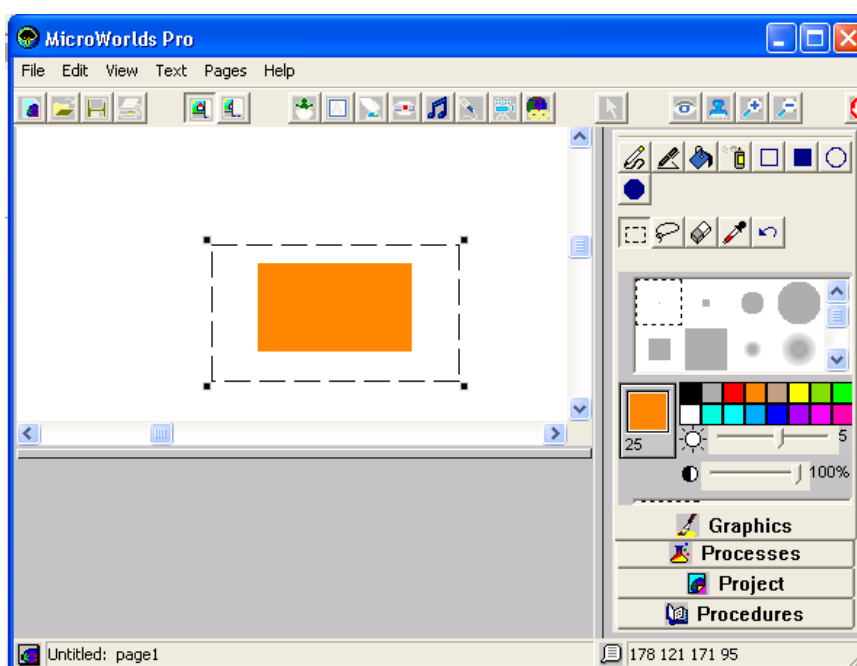 MicroWorlds Pro
File Edit View Text Pages Help
A
25
5
100%
Graphics
Processes
Project
Procedures
Untitled: page1
178 121 171 95